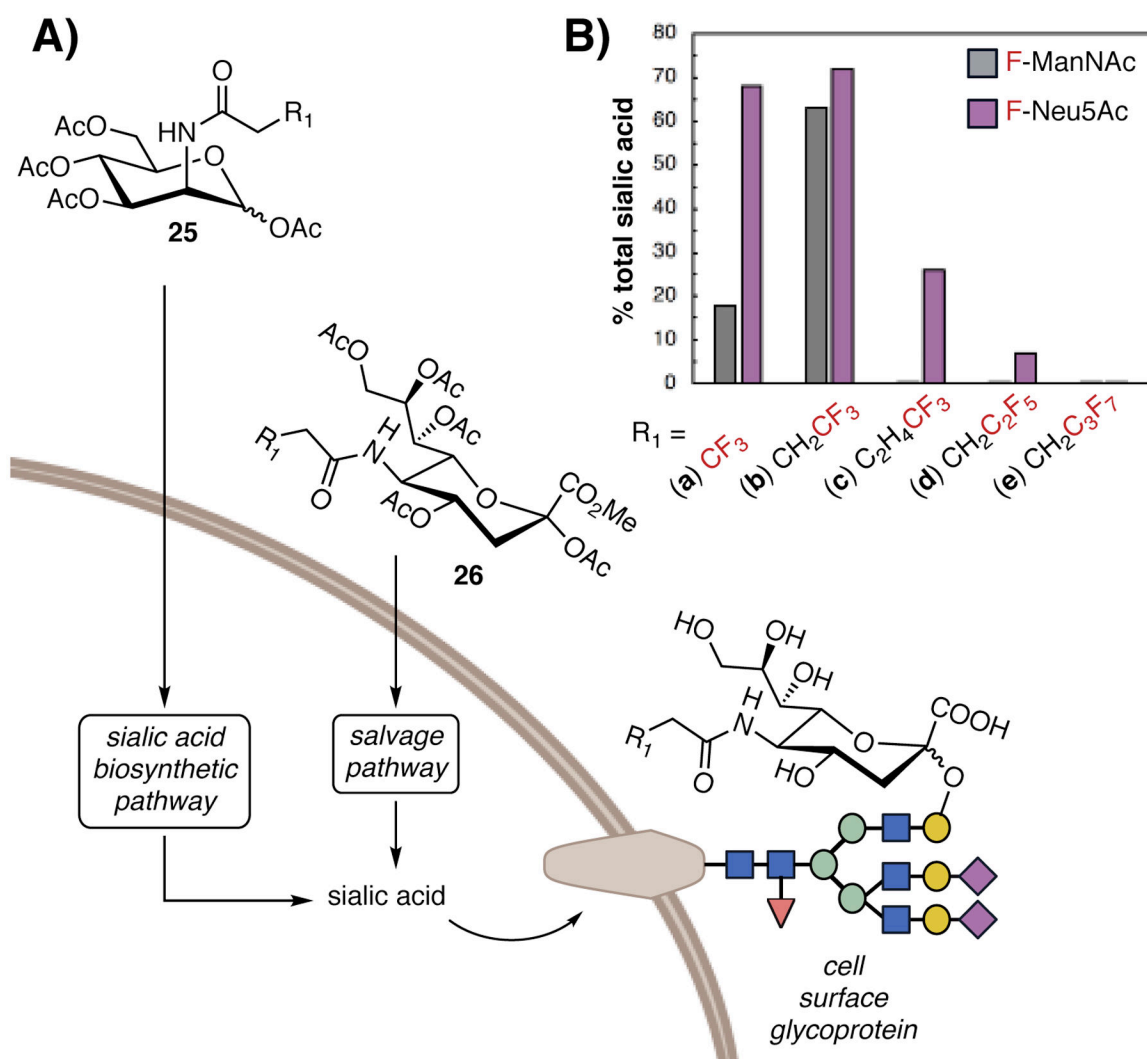 A)
O
HN
R1
AcO
AcO
O
AcO
OAc
25
AcO
OAc
OAc
R1
H
N
O
AcO
O
CO2Me
OAc
26
sialic acid
biosynthetic
pathway
salvage
pathway
sialic acid
B)
% total sialic acid
80
70
60
50
40
30
20
10
0
F-ManNAc
F-Neu5Ac
R1 =
(a) CF3
(b) CH2CF3
(c) C2H4CF3
(d) CH2C2F5
(e) CH2C3F7
HO
OH
OH
H
N
R1
O
HO
O
COOH
O
cell
surface
glycoprotein